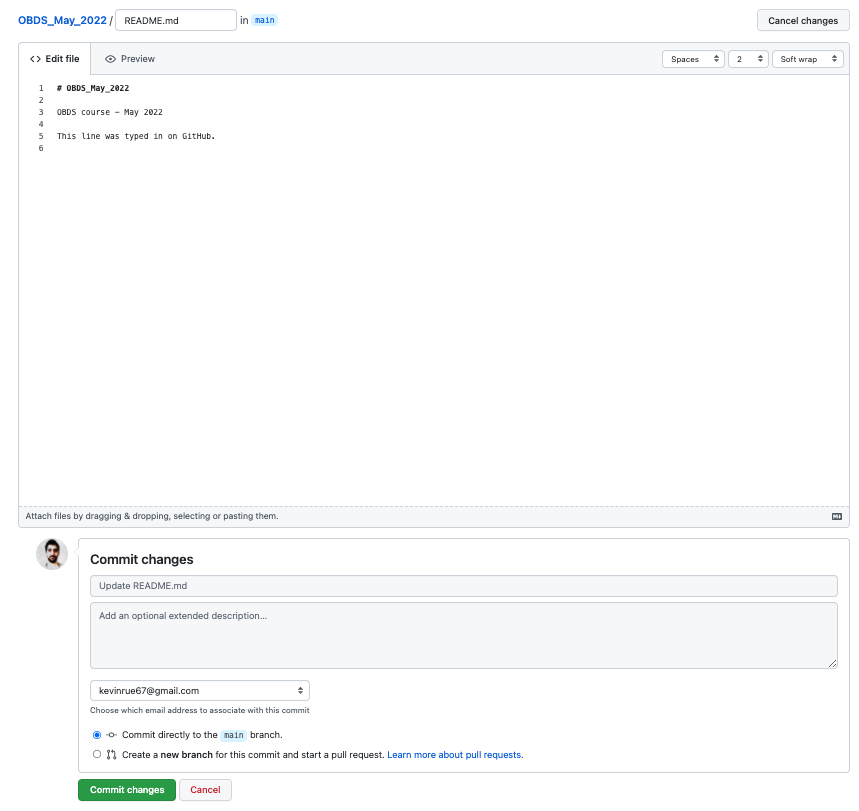 OBDS_May_2022 / README.md in main Cancel changes
<> Edit file Preview Spaces 2 Soft wrap
1 # OBDS_May_2022
2
3 OBDS course - May 2022
4
5 This line was typed in on GitHub.
6
Attach files by dragging & dropping, selecting or pasting them.
Commit changes
Update README.md
Add an optional extended description...
kevinrue67@gmail.com
Choose which email address to associate with this commit
Commit directly to the main branch.
Create a new branch for this commit and start a pull request. Learn more about pull requests.
Commit changes Cancel